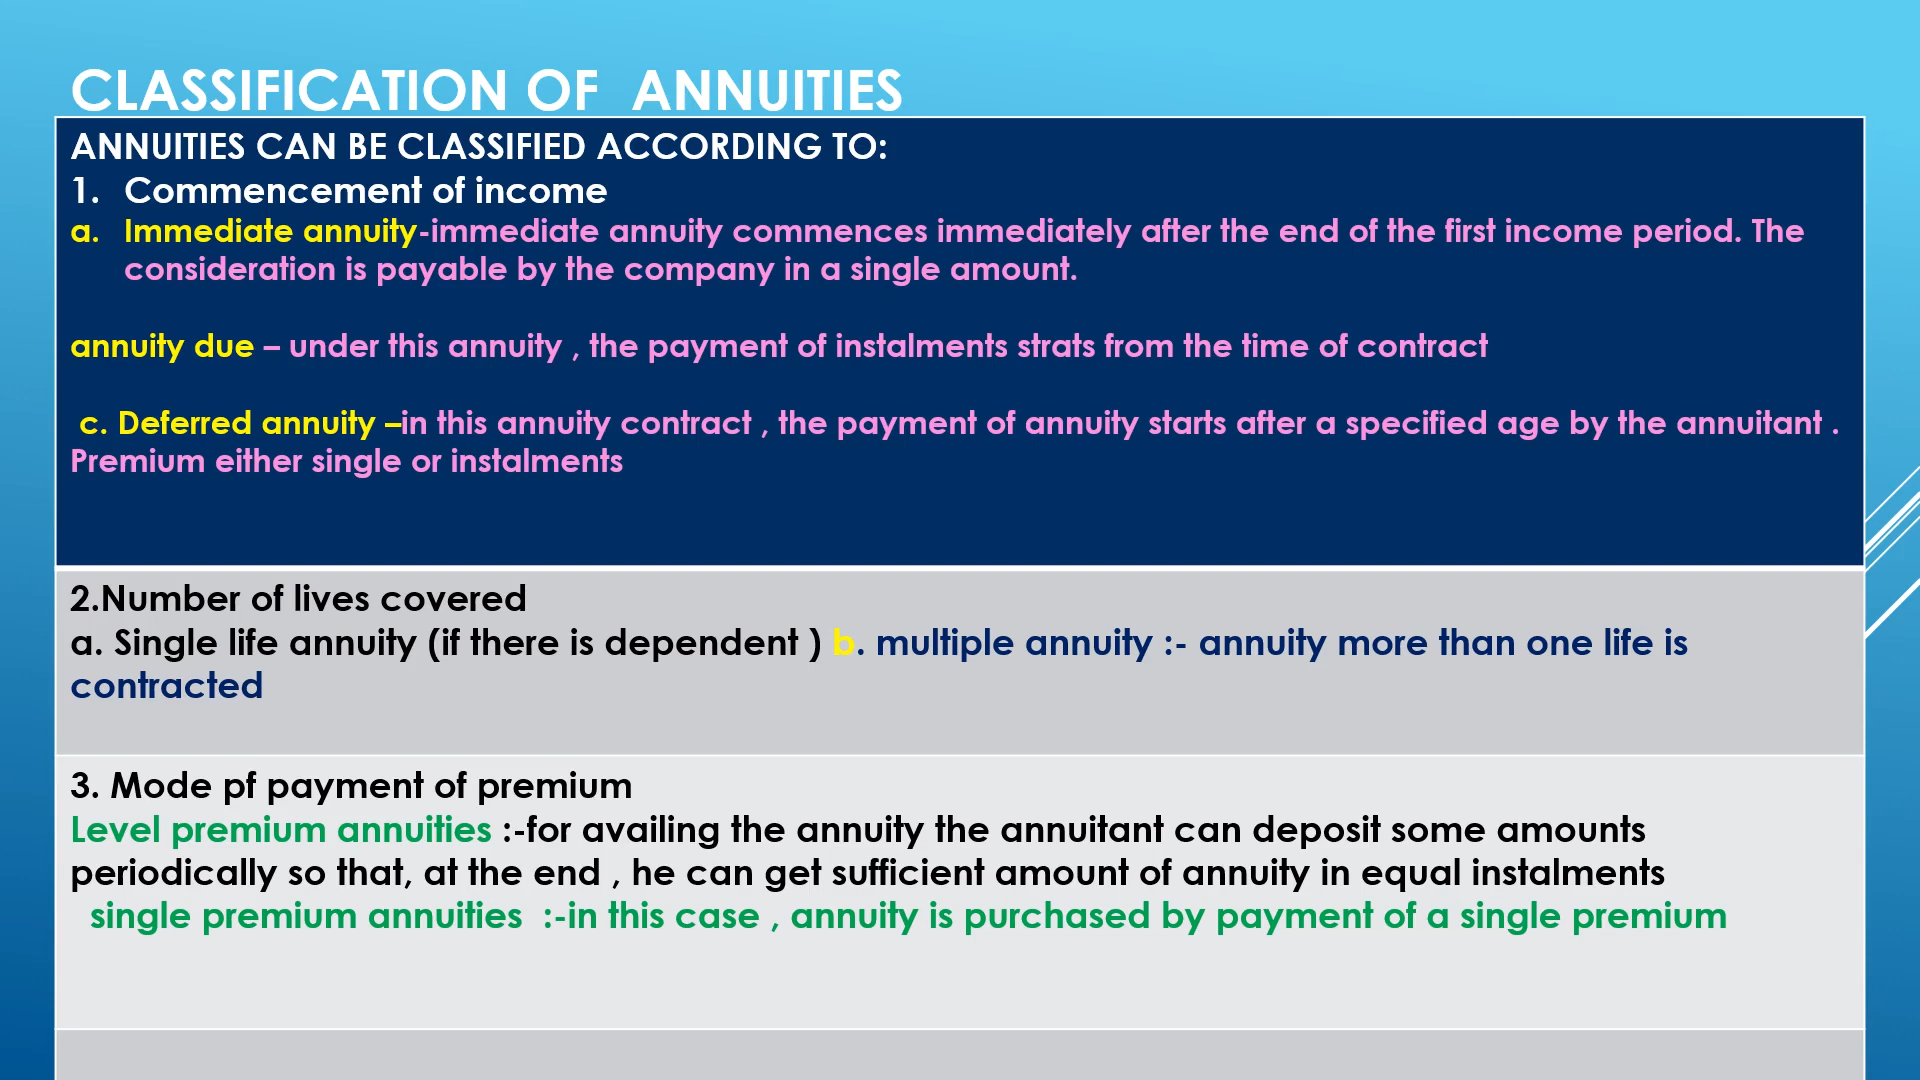 CLASSIFICATION OF  ANNUITIES
ANNUITIES CAN BE CLASSIFIED ACCORDING TO:
1. Commencement of income
a. Immediate annuity-immediate annuity commences immediately after the end of the first income period. The
consideration is payable by the company in a single amount.
annuity due – under this annuity , the payment of instalments strats from the time of contract
c. Deferred annuity –in this annuity contract , the payment of annuity starts after a specified age by the annuitant .
Premium either single or instalments
2.Number of lives covered
a. Single life annuity (if there is dependent ) b. multiple annuity :- annuity more than one life is
contracted
3. Mode pf payment of premium
Level premium annuities :-for availing the annuity the annuitant can deposit some amounts
periodically so that, at the end , he can get sufficient amount of annuity in equal instalments
single premium annuities  :-in this case , annuity is purchased by payment of a single premium